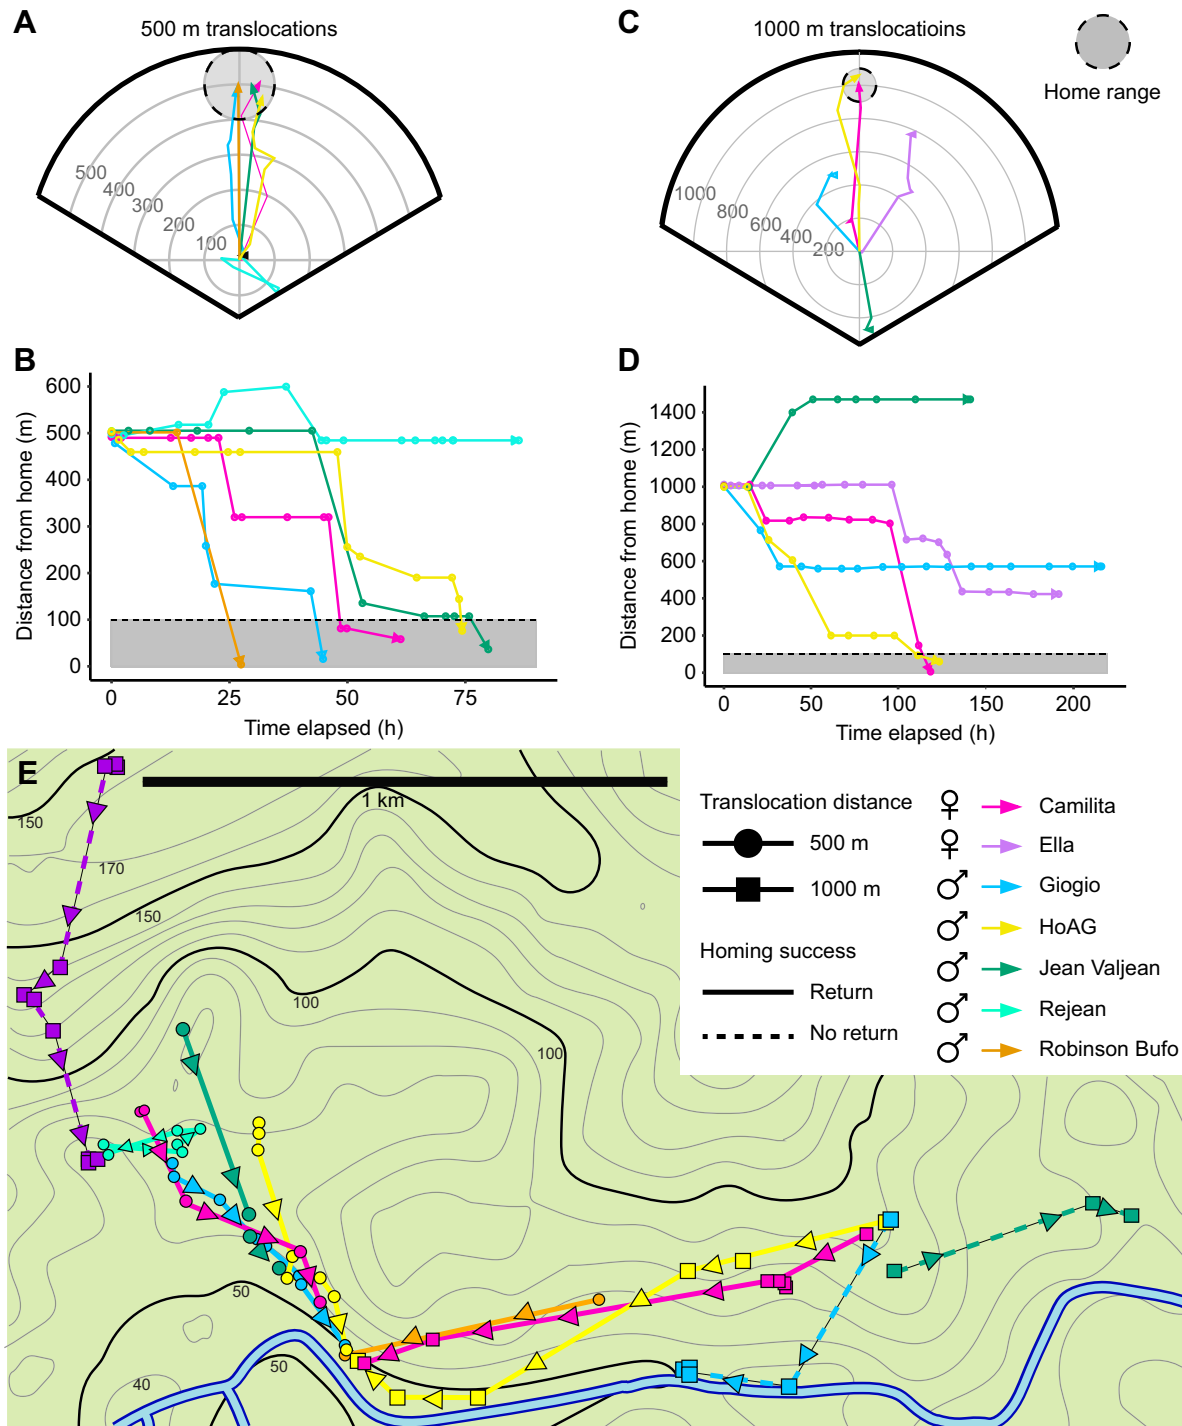 A
500 m translocations
500
400
300
200
100
C
1000 m translocatioins
1000
800
600
400
200
Home range
B
Distance from home (m)
600
500
400
300
200
100
0
0
25
50
75
Time elapsed (h)
D
Distance from home (m)
1400
1000
800
600
400
200
0
0
50
100
150
200
Time elapsed (h)
E
1 km
150
170
150
100
100
50
50
40
Translocation distance
500 m
1000 m
Homing success
Return
No return
♀ Camilita
♀ Ella
♂ Giogio
♂ HoAG
♂ Jean Valjean
♂ Rejean
♂ Robinson Bufo